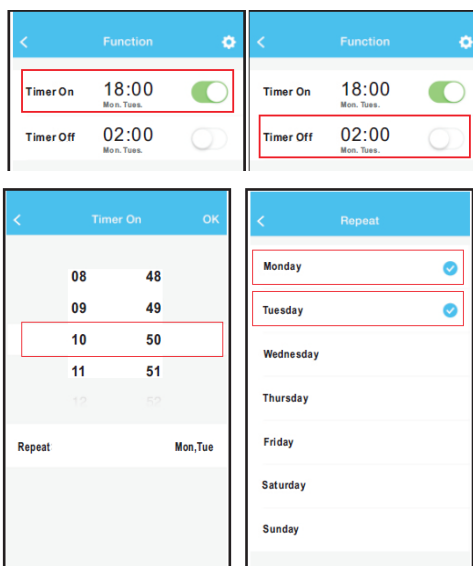 Function
Timer On 18:00
Mon. Tues.
Timer Off 02:00
Mon. Tues.
Function
Timer On 18:00
Mon. Tues.
Timer Off 02:00
Mon. Tues.
Timer On OK
08 48
09 49
10 50
11 51
12 52
Repeat Mon,Tue
Repeat
Monday
Tuesday
Wednesday
Thursday
Friday
Saturday
Sunday